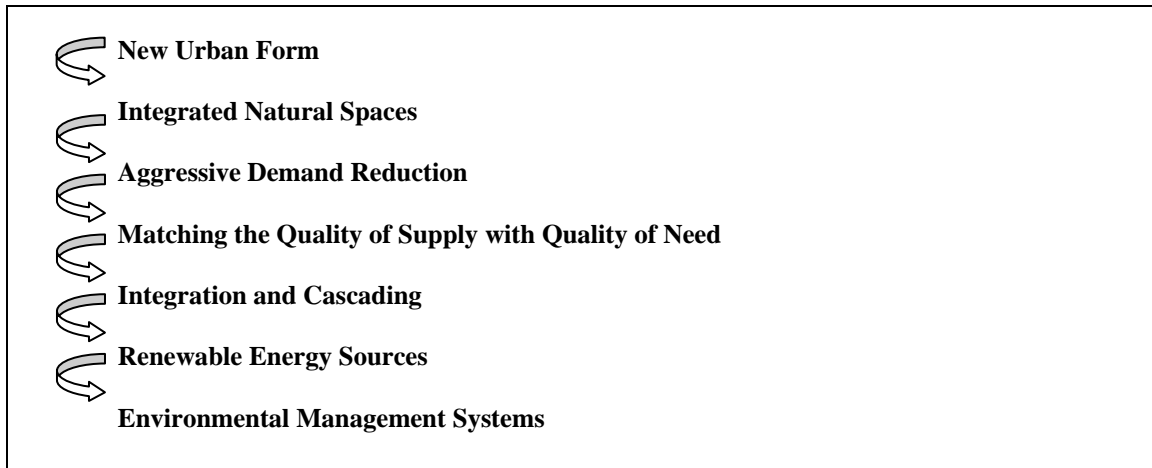 New Urban Form
Integrated Natural Spaces
Aggressive Demand Reduction
Matching the Quality of Supply with Quality of Need
Integration and Cascading
Renewable Energy Sources
Environmental Management Systems